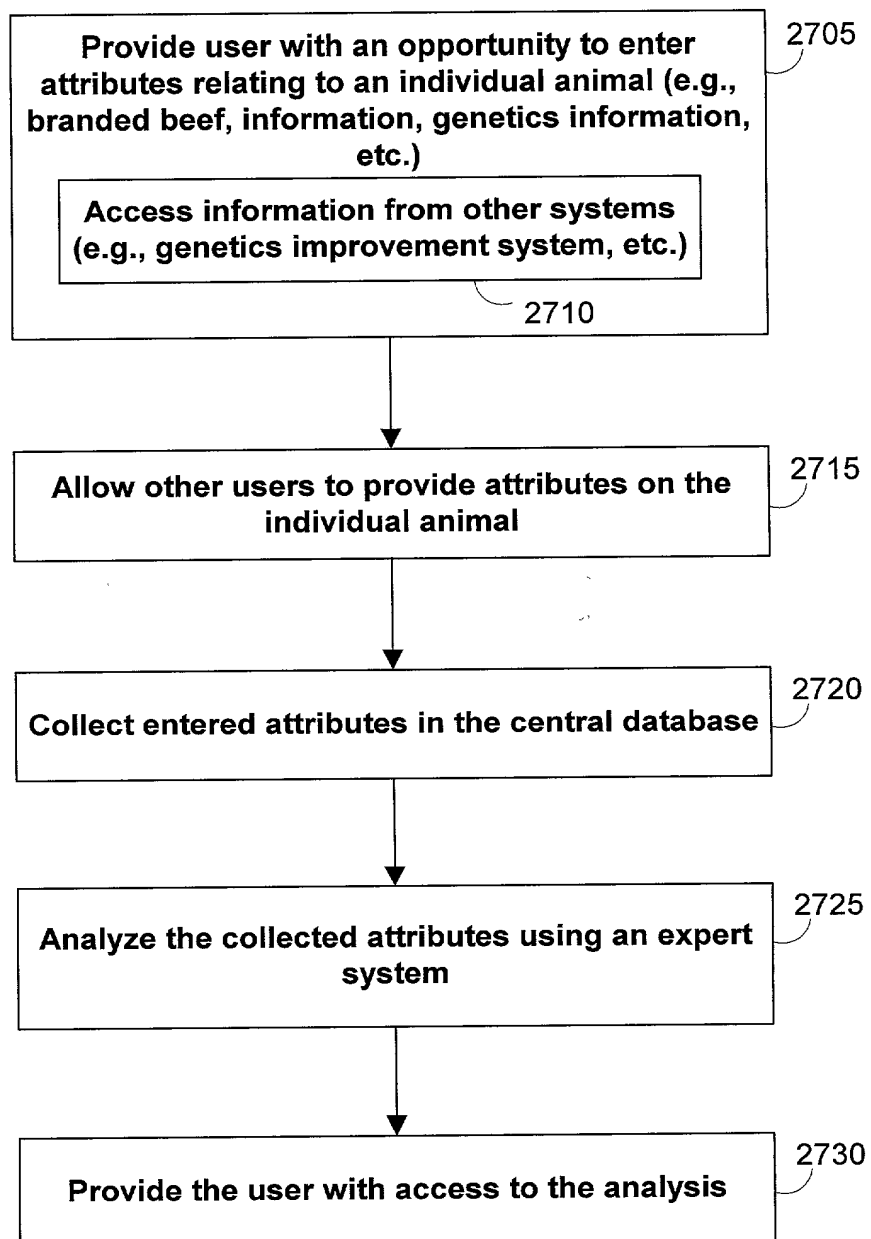 Provide user with an opportunity to enter
2705
attributes relating to an individual animal (e.g.,
branded beef, information, genetics information,
etc.)
Access information from other systems
(e.g., genetics improvement system, etc.)
2710
Allow other users to provide attributes on the
individual animal
2715
Collect entered attributes in the central database
2720
Analyze the collected attributes using an expert
system
2725
Provide the user with access to the analysis
2730